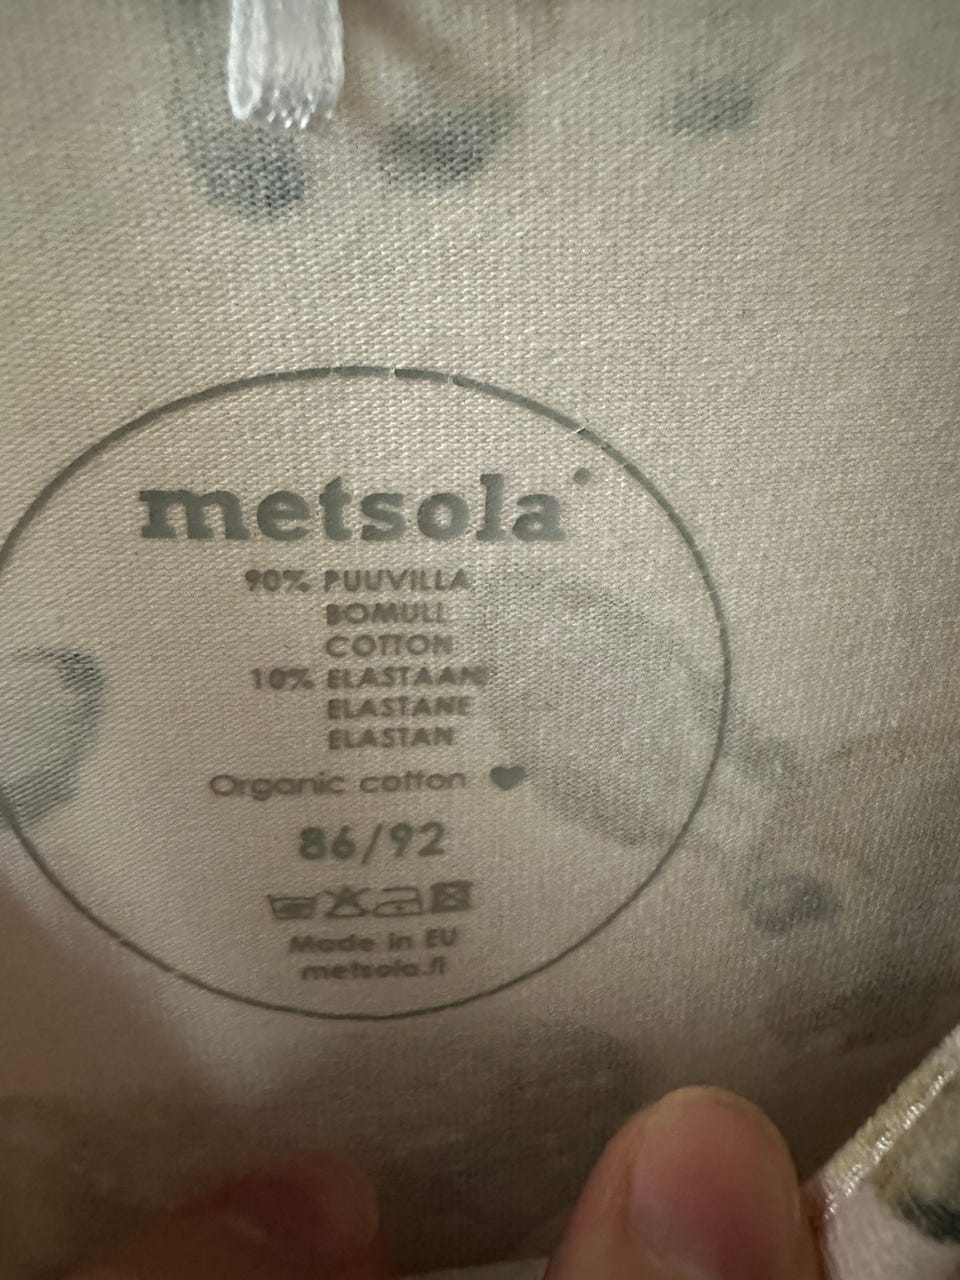 metsola
90% PUUVILLA
BOMULL
COTTON
10% ELASTAANI
ELASTANE
ELASTAN
Organic cotton
86/92
Made in EU
metsola.fi